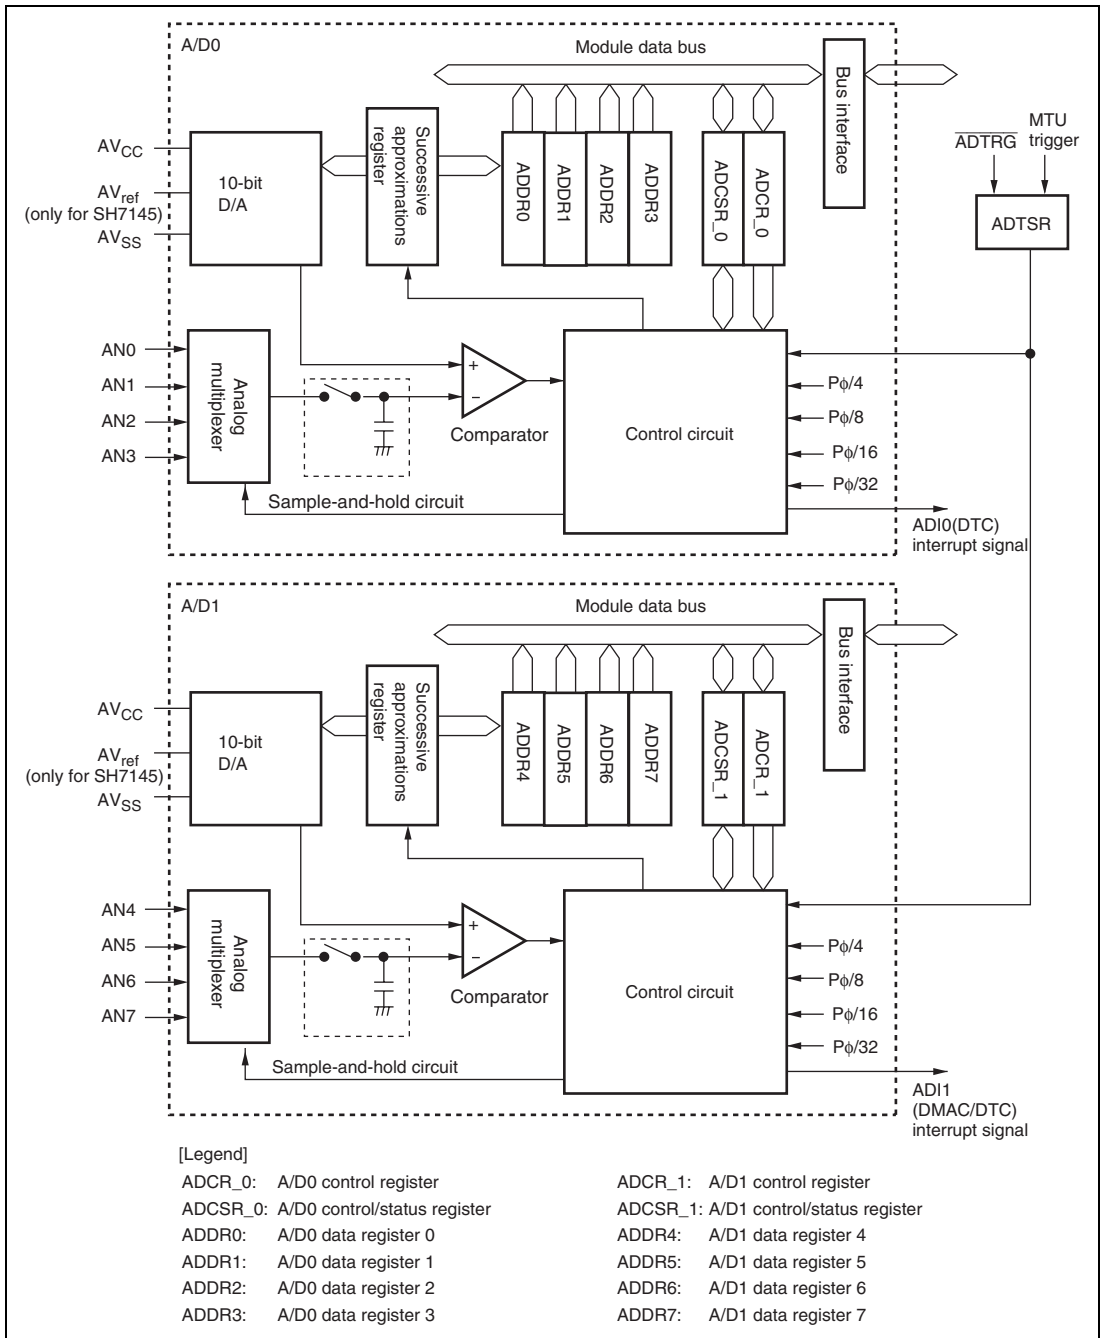 A/D0
Module data bus
Bus interface
MTU
trigger
ADTRG
ADTSR
AVCC
AVref
(only for SH7145)
AVSS
10-bit
D/A
Successive
approximations
register
ADDR0
ADDR1
ADDR2
ADDR3
ADCSR_0
ADCR_0
AN0
AN1
AN2
AN3
Analog
multiplexer
+
−
Comparator
Sample-and-hold circuit
Control circuit
Pϕ/4
Pϕ/8
Pϕ/16
Pϕ/32
ADI0(DTC)
interrupt signal
A/D1
Module data bus
Bus interface
AVCC
AVref
(only for SH7145)
AVSS
10-bit
D/A
Successive
approximations
register
ADDR4
ADDR5
ADDR6
ADDR7
ADCSR_1
ADCR_1
AN4
AN5
AN6
AN7
Analog
multiplexer
+
−
Comparator
Sample-and-hold circuit
Control circuit
Pϕ/4
Pϕ/8
Pϕ/16
Pϕ/32
ADI1
(DMAC/DTC)
interrupt signal
[Legend]
ADCR_0: A/D0 control register
ADCSR_0: A/D0 control/status register
ADDR0: A/D0 data register 0
ADDR1: A/D0 data register 1
ADDR2: A/D0 data register 2
ADDR3: A/D0 data register 3
ADCR_1: A/D1 control register
ADCSR_1: A/D1 control/status register
ADDR4: A/D1 data register 4
ADDR5: A/D1 data register 5
ADDR6: A/D1 data register 6
ADDR7: A/D1 data register 7